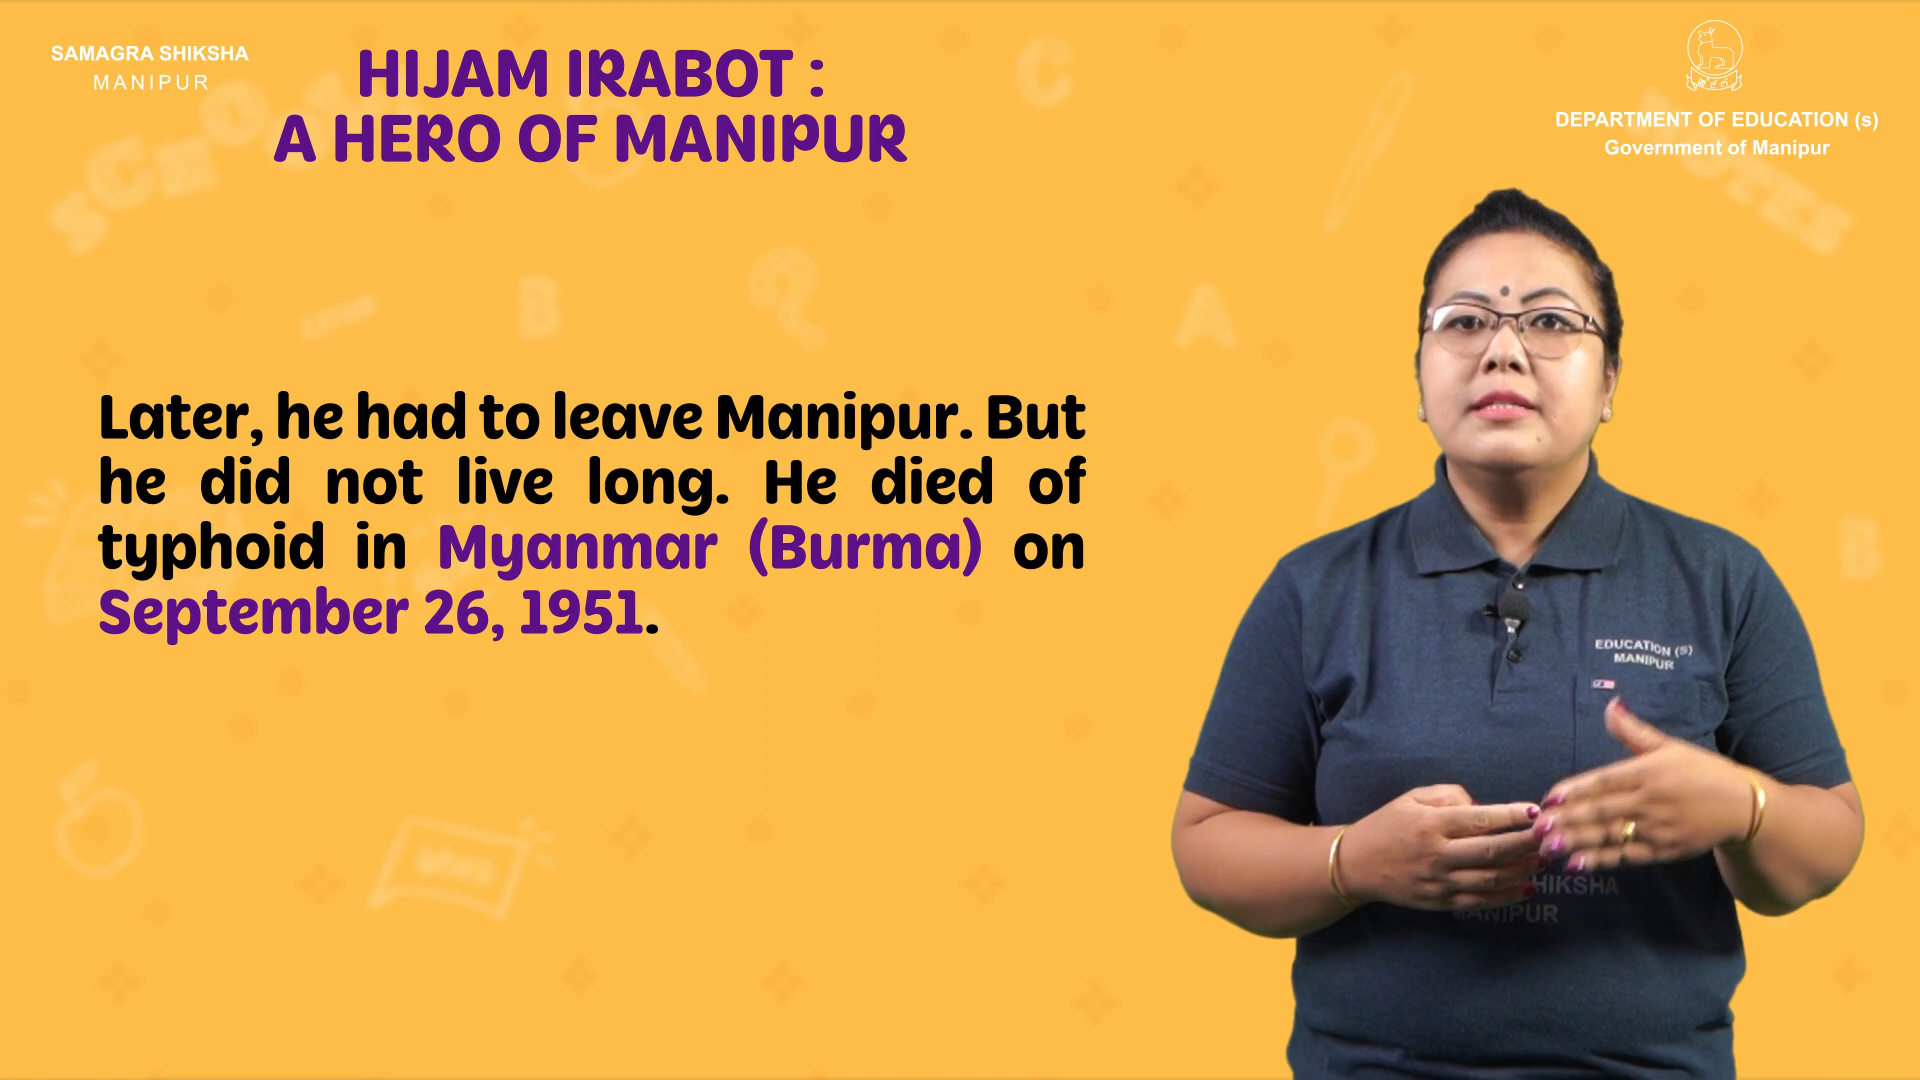 SAMAGRA SHIKSHA
MANIPUR
HIJAM IRABOT :
A HERO OF MANIPUR
DEPARTMENT OF EDUCATION (s)
Government of Manipur
Later, he had to leave Manipur. But
he did not live long. He died of
typhoid in Myanmar (Burma) on
September 26, 1951.
EDUCATION (S)
MANIPUR
HIKSHA
MANIPUR
C
B
A
B
NOTES